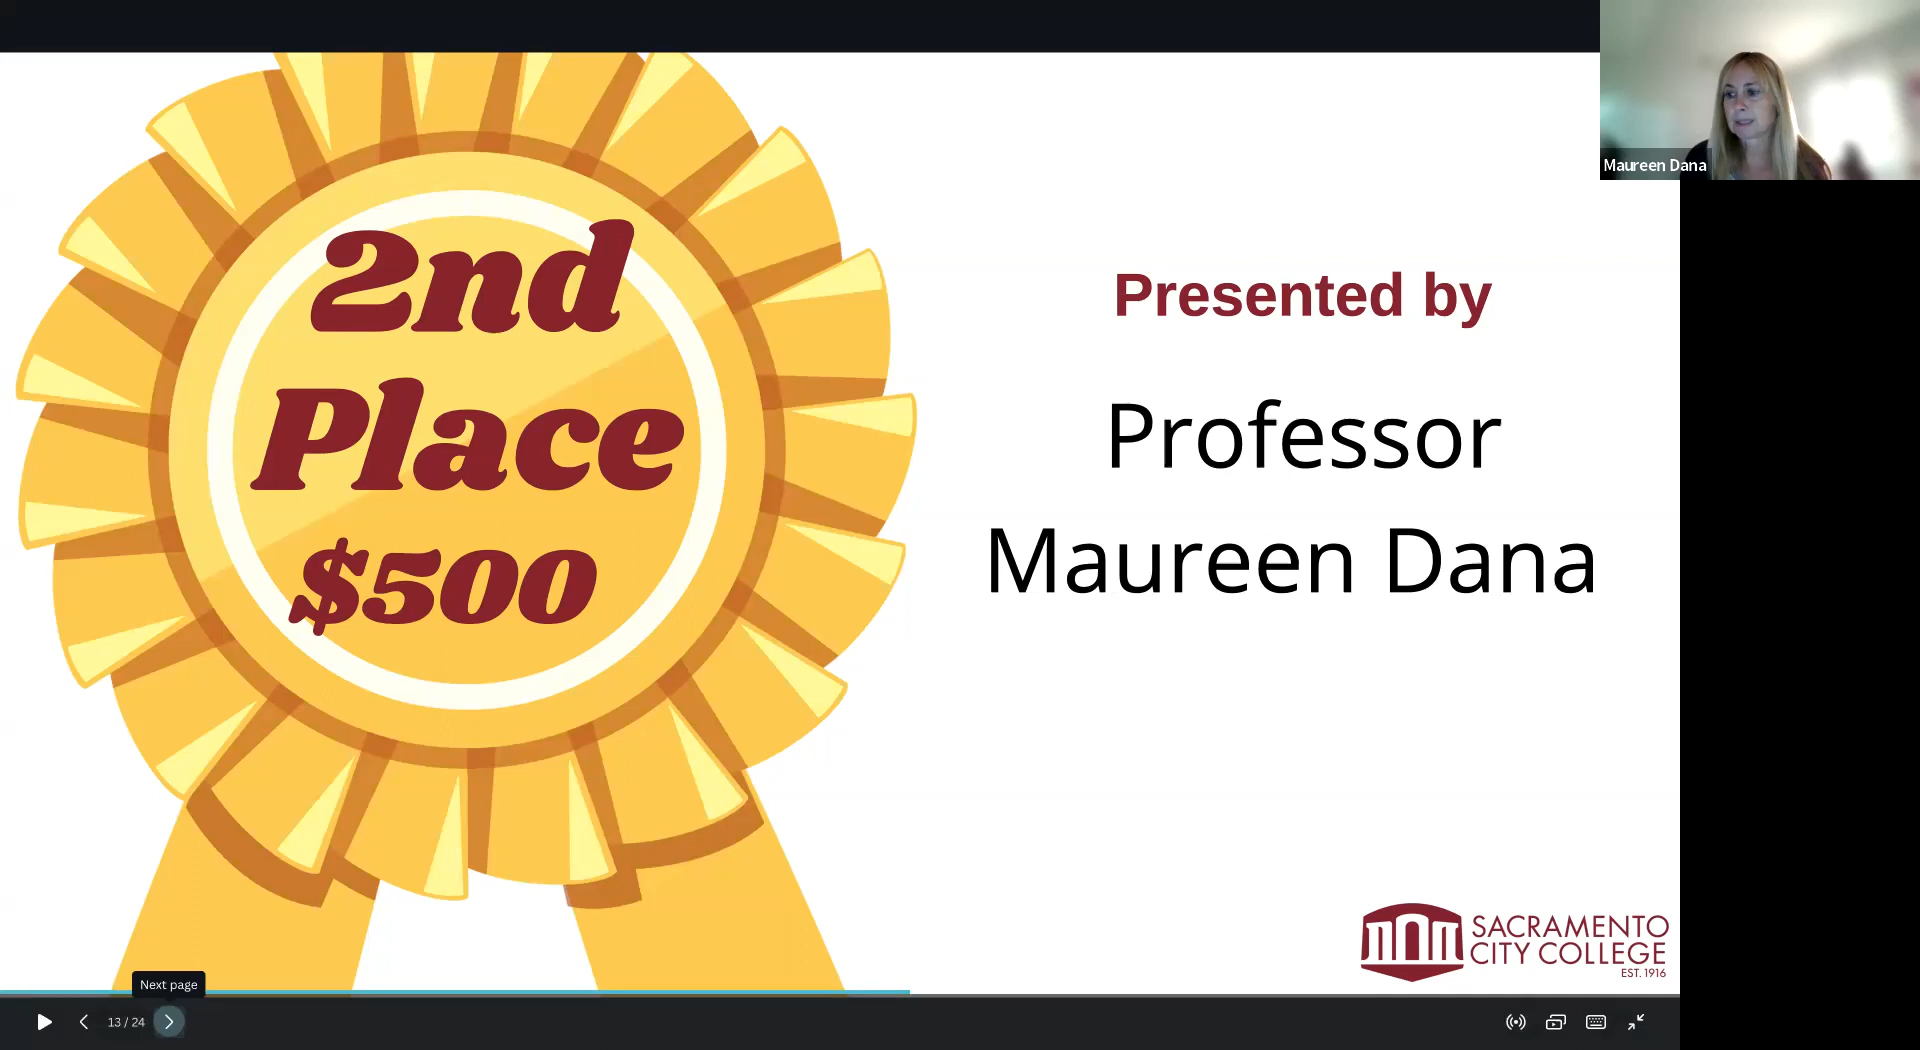 Maureen Dana
2nd
Place
$500
Presented by
Professor
Maureen Dana
SACRAMENTO
CITY COLLEGE
EST. 1916
Next page
13 / 24